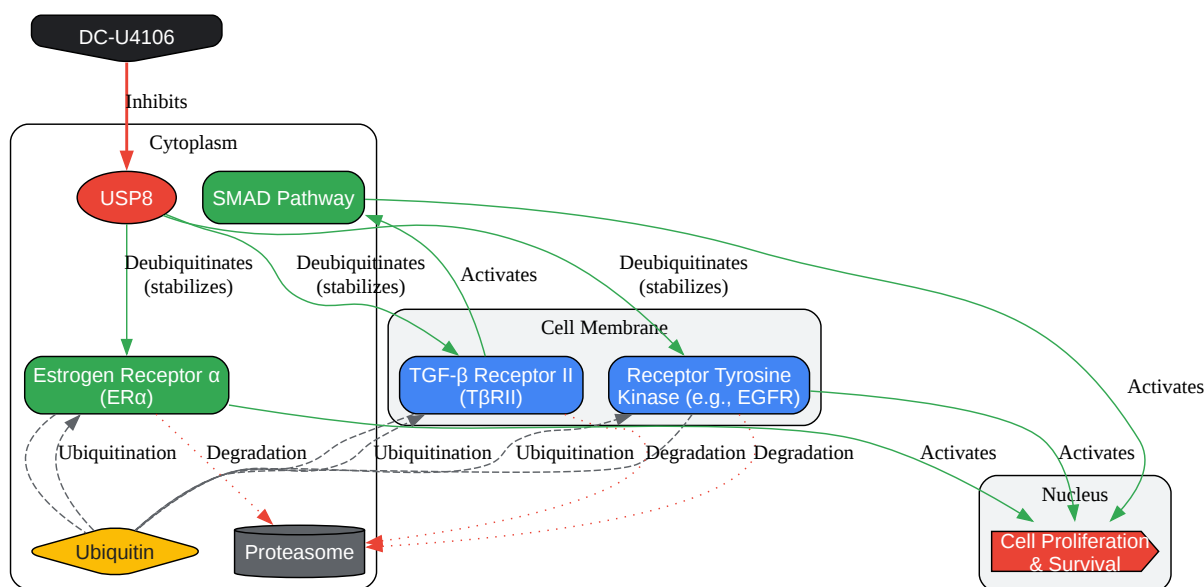 DC-U4106
Inhibits
Cytoplasm
USP8
SMAD Pathway
Deubiquitinates
(stabilizes)
Deubiquitinates
(stabilizes)
Activates
Deubiquitinates
(stabilizes)
Cell Membrane
Estrogen Receptor α
(ERα)
TGF-β Receptor II
(TβRII)
Receptor Tyrosine
Kinase (e.g., EGFR)
Activates
Ubiquitination
Degradation
Ubiquitination
Ubiquitination
Degradation
Degradation
Activates
Activates
Nucleus
Ubiquitin
Proteasome
Cell Proliferation
& Survival